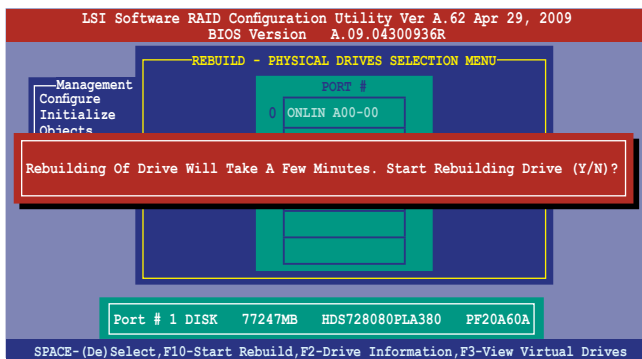 LSI Software RAID Configuration Utility Ver A.62 Apr 29, 2009
BIOS Version A.09.04300936R
REBUILD - PHYSICAL DRIVES SELECTION MENU
Management
PORT #
Configure
Initialize
0 ONLIN A00-00
Objects
Rebuilding Of Drive Will Take A Few Minutes. Start Rebuilding Drive (Y/N)?
Port # 1 DISK 77247MB HDS728080PLA380 PF20A60A
SPACE-(De)Select,F10-Start Rebuild,F2-Drive Information,F3-View Virtual Drives